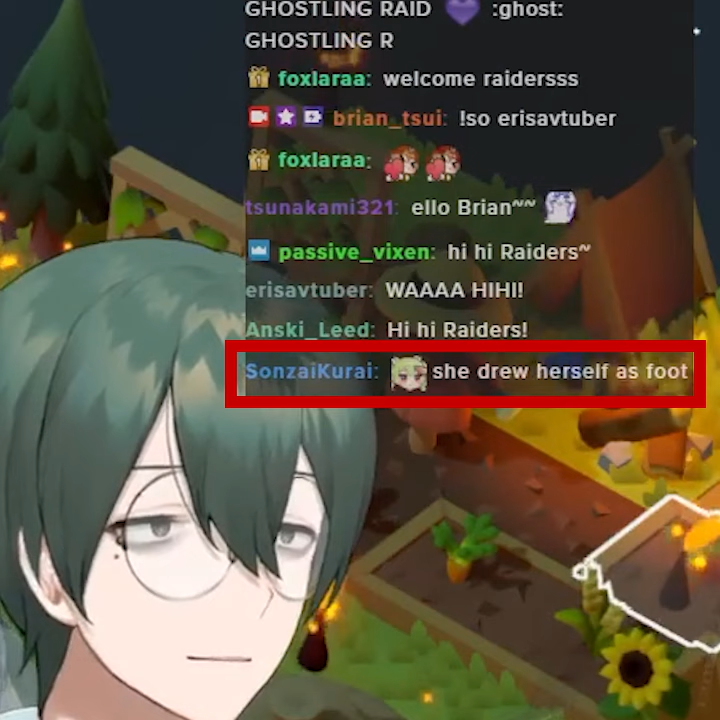 GHOSTLING RAID :ghost:
GHOSTLING R
foxlaraa: welcome raidersss
brian_tsui: !so erisavtuber
foxlaraa:
tsunakami321: ello Brian~~
passive_vixen: hi hi Raiders~
erisavtuber: WAAAA HIHI!
Anski_Leed: Hi hi Raiders!
SonzaiKurai: she drew herself as foot